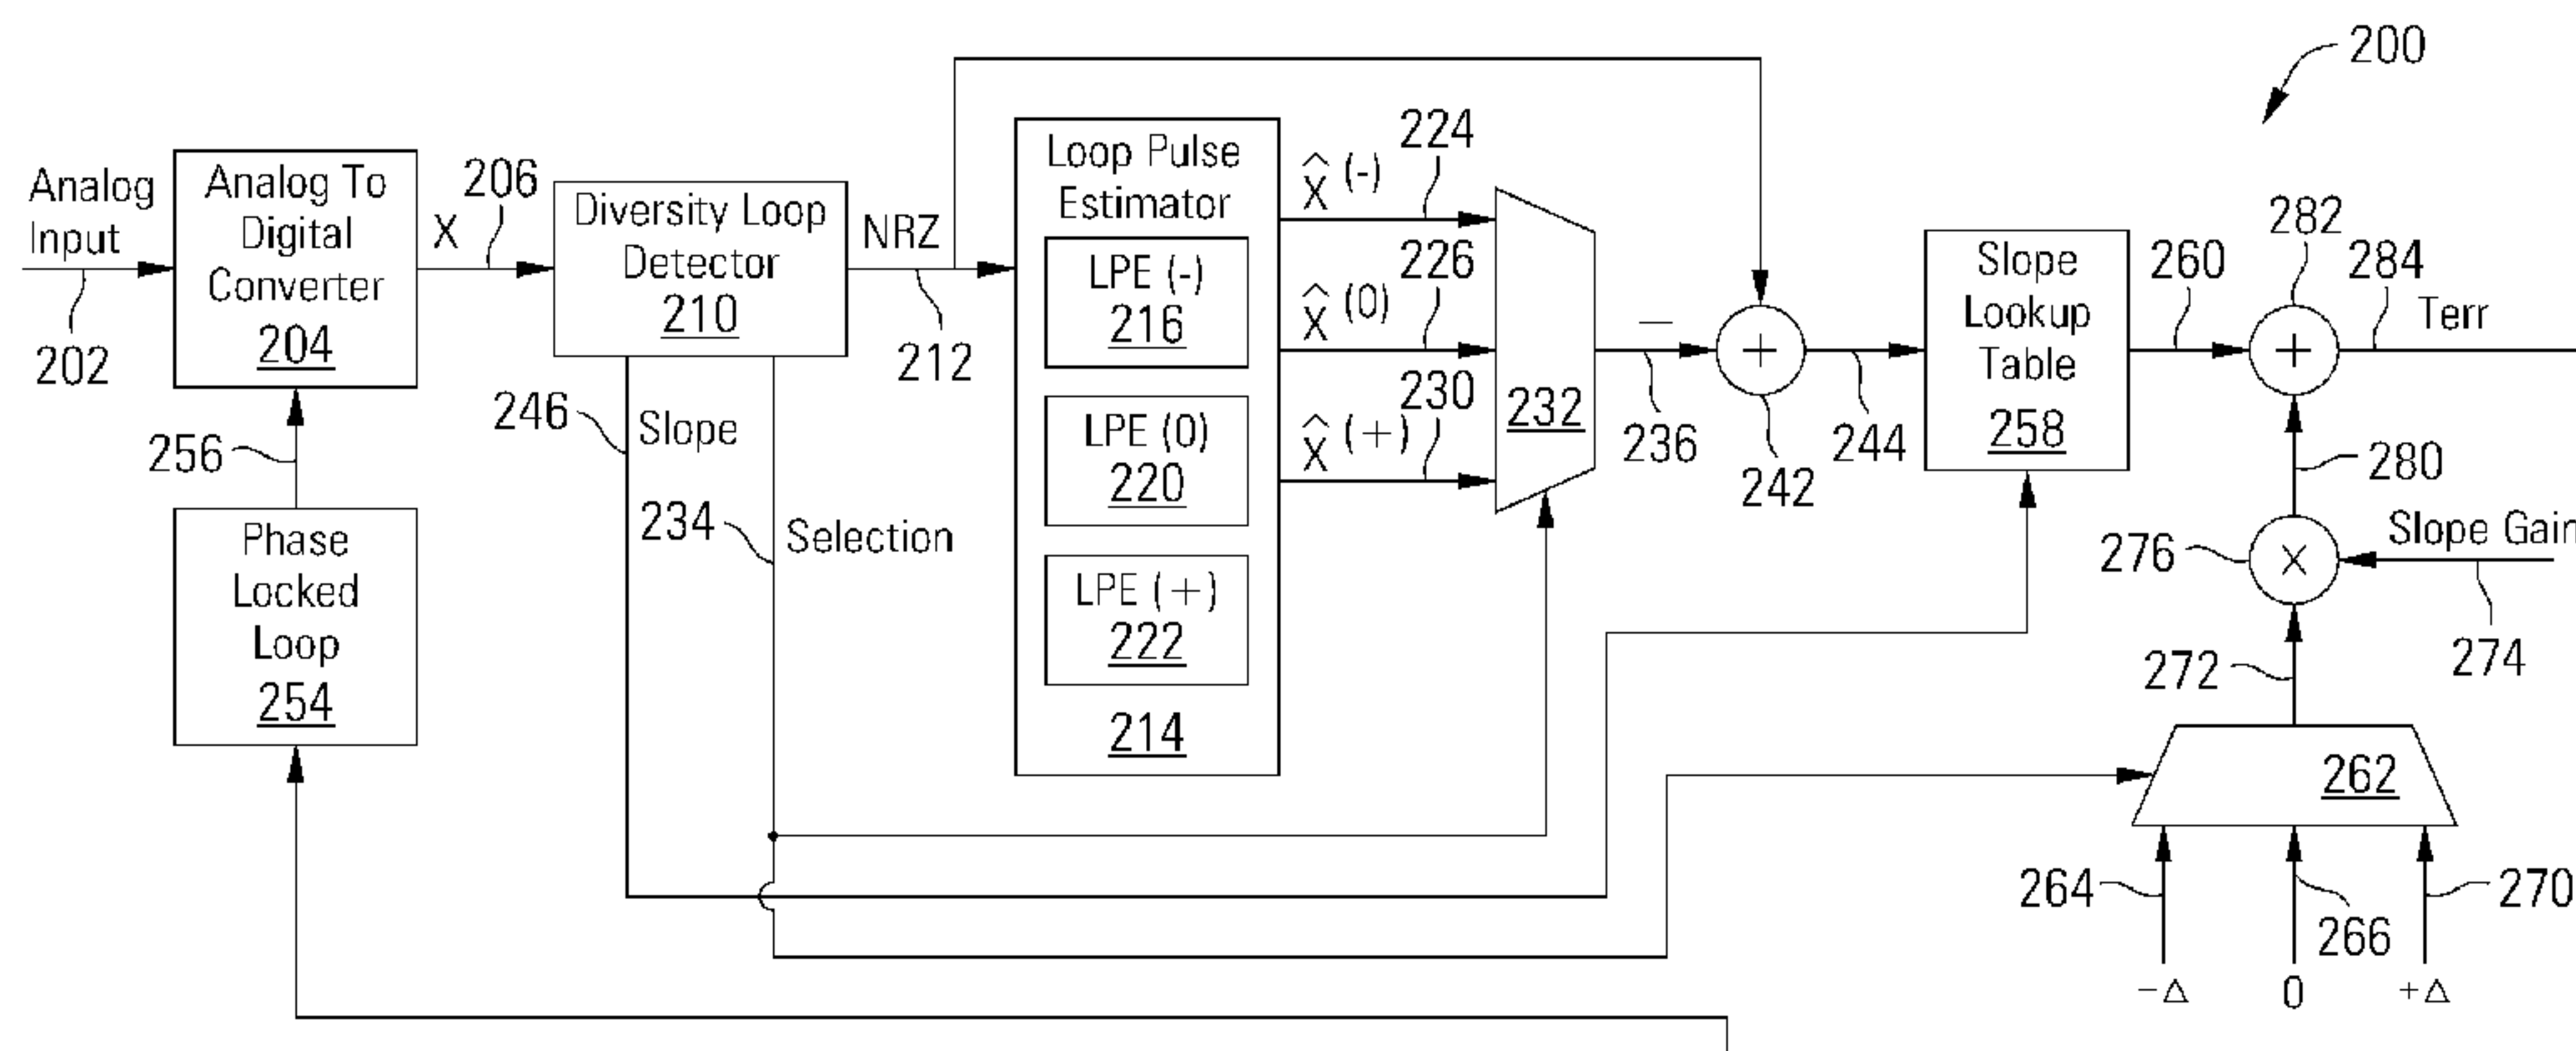 200
Analog
Input
202
Analog To
Digital
Converter
204
X
206
Diversity Loop
Detector
210
NRZ
212
Loop Pulse
Estimator
LPE (-)
216
LPE (0)
220
LPE (+)
222
214
X̂ (-)
224
X̂ (0)
226
X̂ (+)
230
232
−
236
+
242
244
Slope
Lookup
Table
258
260
282
+
284
Terr
280
276
×
Slope Gain
274
272
262
264
266
270
-Δ
0
+Δ
246
Slope
234
Selection
256
Phase
Locked
Loop
254